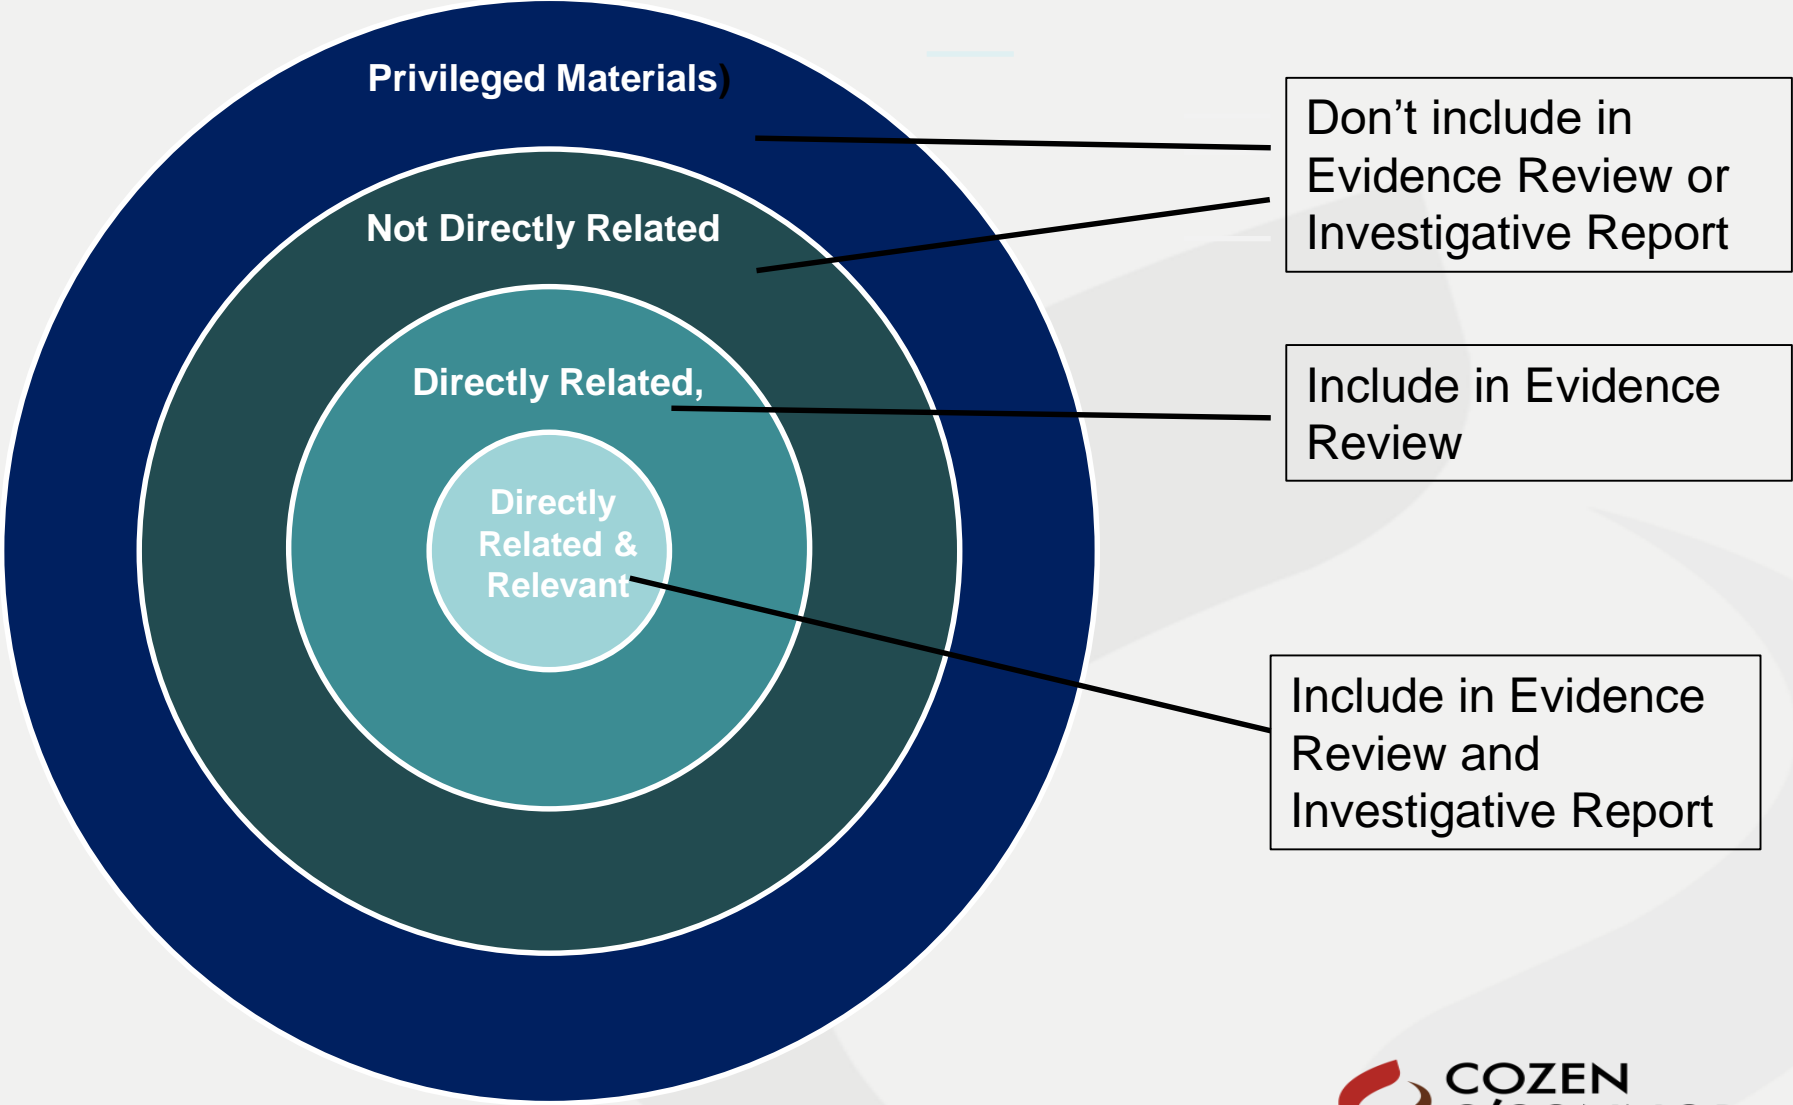 Privileged Materials)
Not Directly Related
Directly Related,
Directly
Related &
Relevant
Don’t include in
Evidence Review or
Investigative Report
Include in Evidence
Review
Include in Evidence
Review and
Investigative Report
COZEN